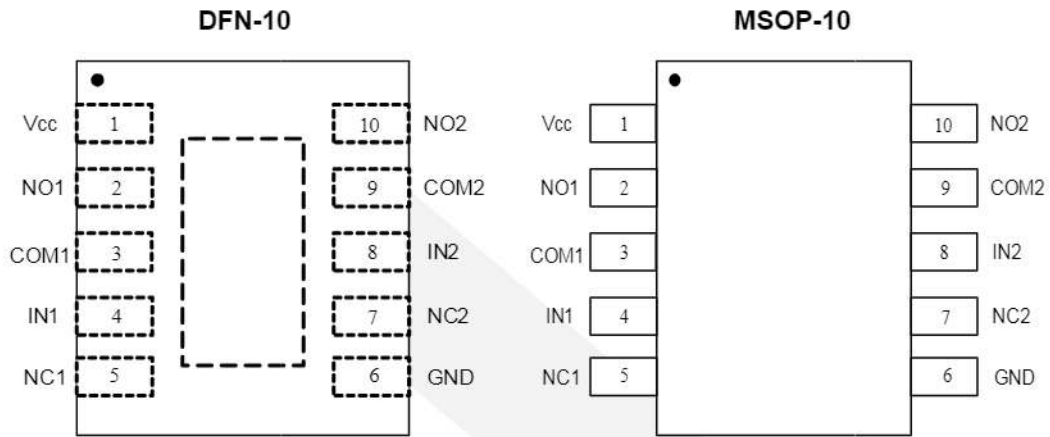 DFN-10 MSOP-10
Vcc 1 10 NO2 Vcc 1 10 NO2
NO1 2 9 COM2 NO1 2 9 COM2
COM1 3 8 IN2 COM1 3 8 IN2
IN1 4 7 NC2 IN1 4 7 NC2
NC1 5 6 GND NC1 5 6 GND